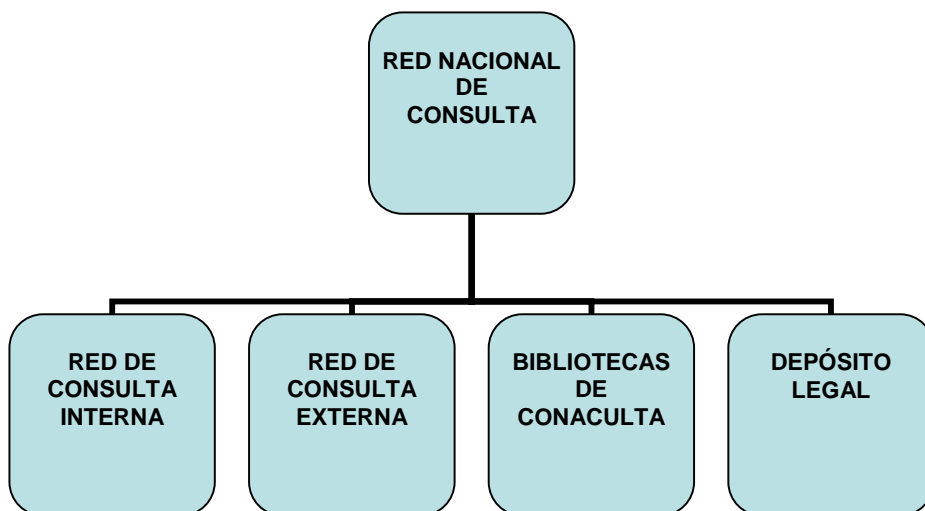 RED NACIONAL
DE
CONSULTA
RED DE
CONSULTA
INTERNA
RED DE
CONSULTA
EXTERNA
BIBLIOTECAS
DE
CONACULTA
DEPÓSITO
LEGAL